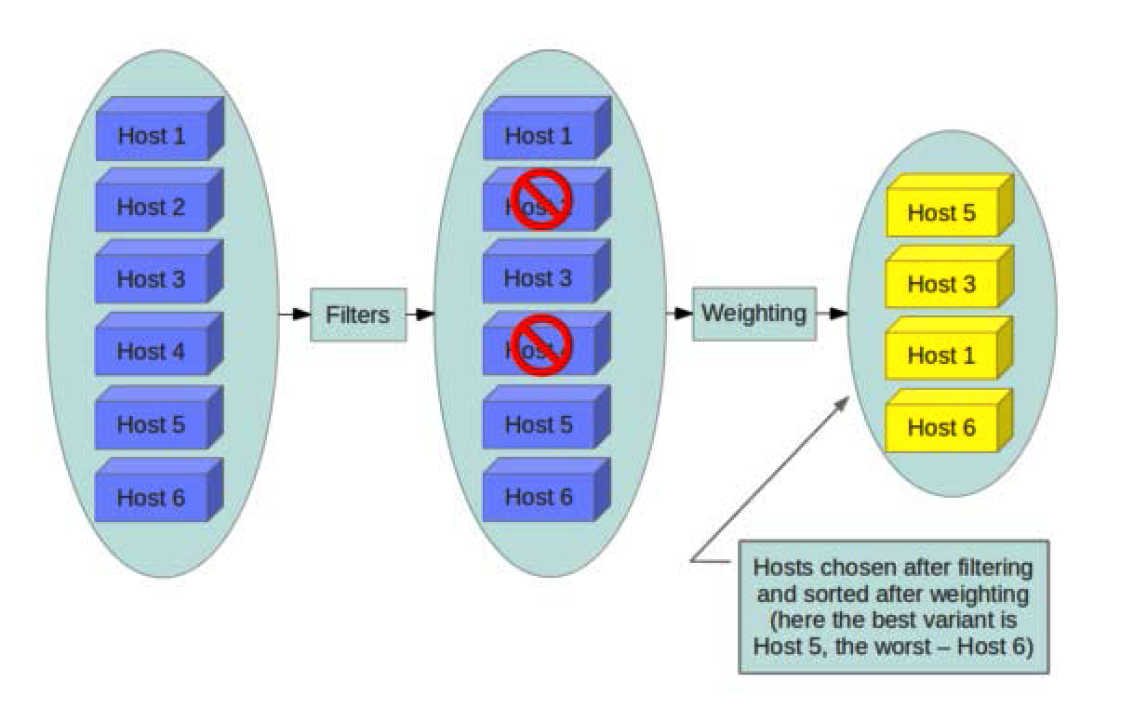 Host 1
Host 2
Host 3
Host 4
Host 5
Host 6
Filters
Host 1
Host 3
Host 5
Host 6
Weighting
Host 5
Host 3
Host 1
Host 6
Hosts chosen after filtering
and sorted after weighting
(here the best variant is
Host 5, the worst – Host 6)